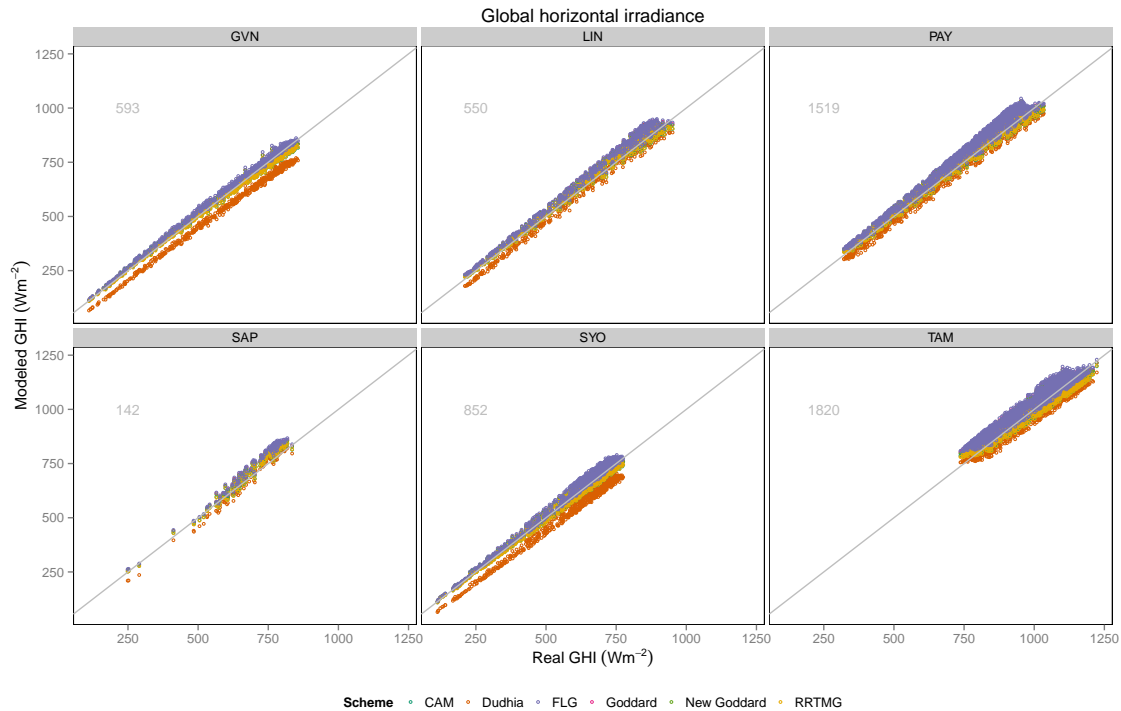 Global horizontal irradiance
GVN LIN PAY
1250
1000
750
500
250
593 550 1519
SAP SYO TAM
1250
1000
750
500
250
142 852 1820
Modeled GHI (Wm⁻²)
250 500 750 1000 1250 250 500 750 1000 1250 250 500 750 1000 1250
Real GHI (Wm⁻²)
Scheme CAM Dudhia FLG Goddard New Goddard RRTMG